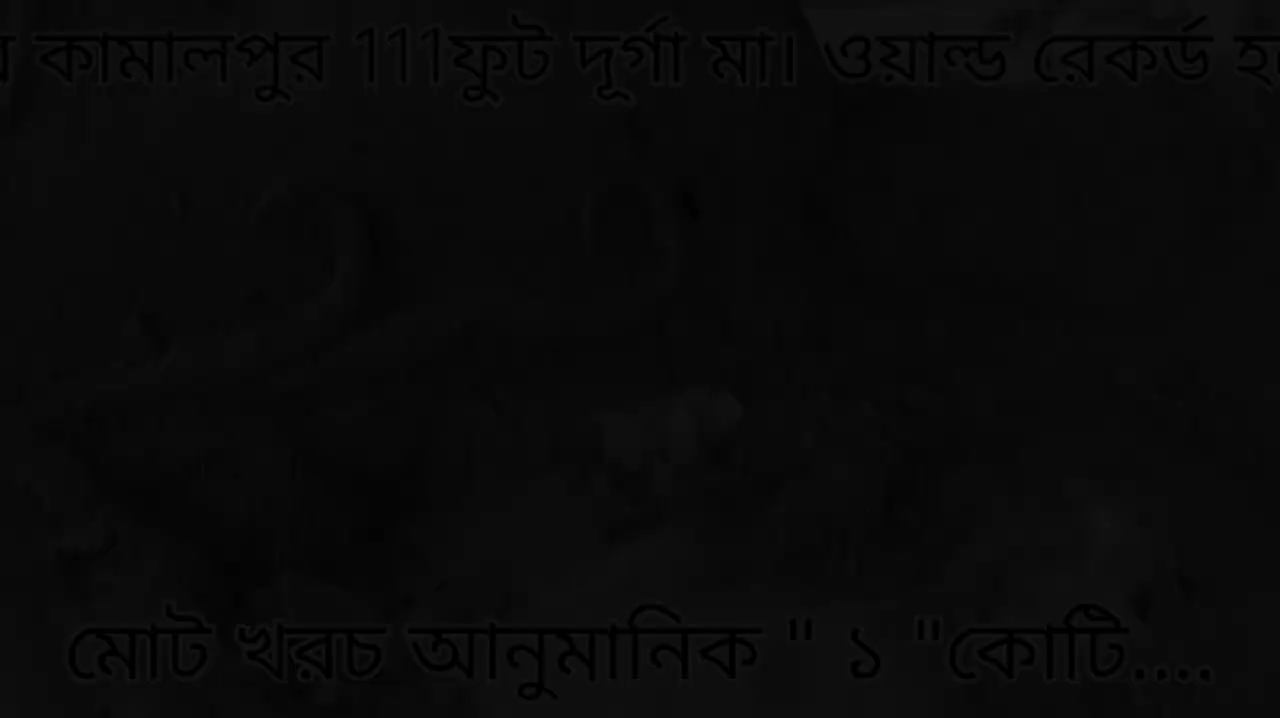 কামালপুর 111ফুট দূর্গা মা। ওয়াল্ড রেকর্ড
মোট খরচ আনুমানিক " ১ "কোটি....